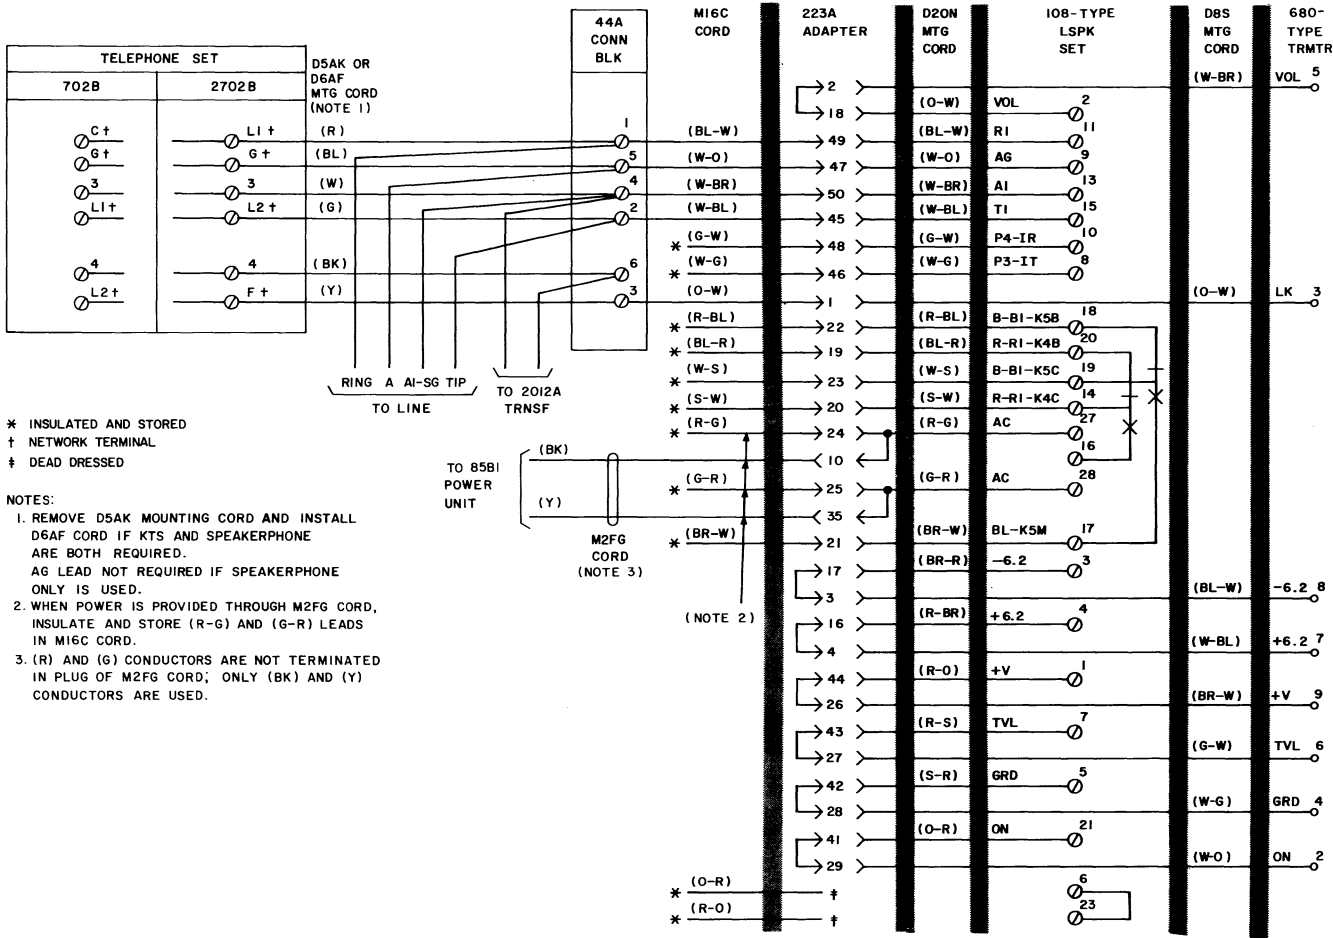 M16C
CORD
223A
ADAPTER
D20N
MTG
CORD
108-TYPE
LSPK
SET
D8S
MTG
CORD
680-
TYPE
TRMTR
44A
CONN
BLK
TELEPHONE SET
702B 2702B
D5AK OR
D6AF
MTG CORD
(NOTE 1)
C† L1† (R) 1 (BL-W) 49 (BL-W) R1 11
G† G† (BL) 5 (W-O) 47 (W-O) AG 9
3 3 (W) 4 (W-BR) 50 (W-BR) A1 13
L1† L2† (G) 2 (W-BL) 45 (W-BL) T1 15
4 4 (BK) 6
L2† F† (Y) 3 (O-W) 1 (O-W) LK 3
2 (W-BR) VOL 5
18 (O-W) VOL 2
* (G-W) 48 (G-W) P4-1R 10
* (W-G) 46 (W-G) P3-1T 8
* (R-BL) 22 (R-BL) B-B1-K5B 18
* (BL-R) 19 (BL-R) R-R1-K4B 20
* (W-S) 23 (W-S) B-B1-K5C 19
* (S-W) 20 (S-W) R-R1-K4C 14
* (R-G) 24 (R-G) AC 27
10 16
* (G-R) 25 (G-R) AC 28
35
* (BR-W) 21 (BR-W) BL-K5M 17
17 (BR-R) -6.2 3
3 (BL-W) -6.2 8
16 (R-BR) +6.2 4
4 (W-BL) +6.2 7
44 (R-O) +V 1
26 (BR-W) +V 9
43 (R-S) TVL 7
27 (G-W) TVL 6
42 (S-R) GRD 5
28 (W-G) GRD 4
41 (O-R) ON 21
29 (W-O) ON 2
* (O-R) ‡ 6
* (R-O) ‡ 23
RING A A1-SG TIP
TO LINE
TO 2012A
TRNSF
TO 85B1
POWER
UNIT
(BK)
(Y)
M2FG
CORD
(NOTE 3)
(NOTE 2)
* INSULATED AND STORED
† NETWORK TERMINAL
‡ DEAD DRESSED
NOTES:
1. REMOVE D5AK MOUNTING CORD AND INSTALL
D6AF CORD IF KTS AND SPEAKERPHONE
ARE BOTH REQUIRED.
AG LEAD NOT REQUIRED IF SPEAKERPHONE
ONLY IS USED.
2. WHEN POWER IS PROVIDED THROUGH M2FG CORD,
INSULATE AND STORE (R-G) AND (G-R) LEADS
IN M16C CORD.
3. (R) AND (G) CONDUCTORS ARE NOT TERMINATED
IN PLUG OF M2FG CORD; ONLY (BK) AND (Y)
CONDUCTORS ARE USED.